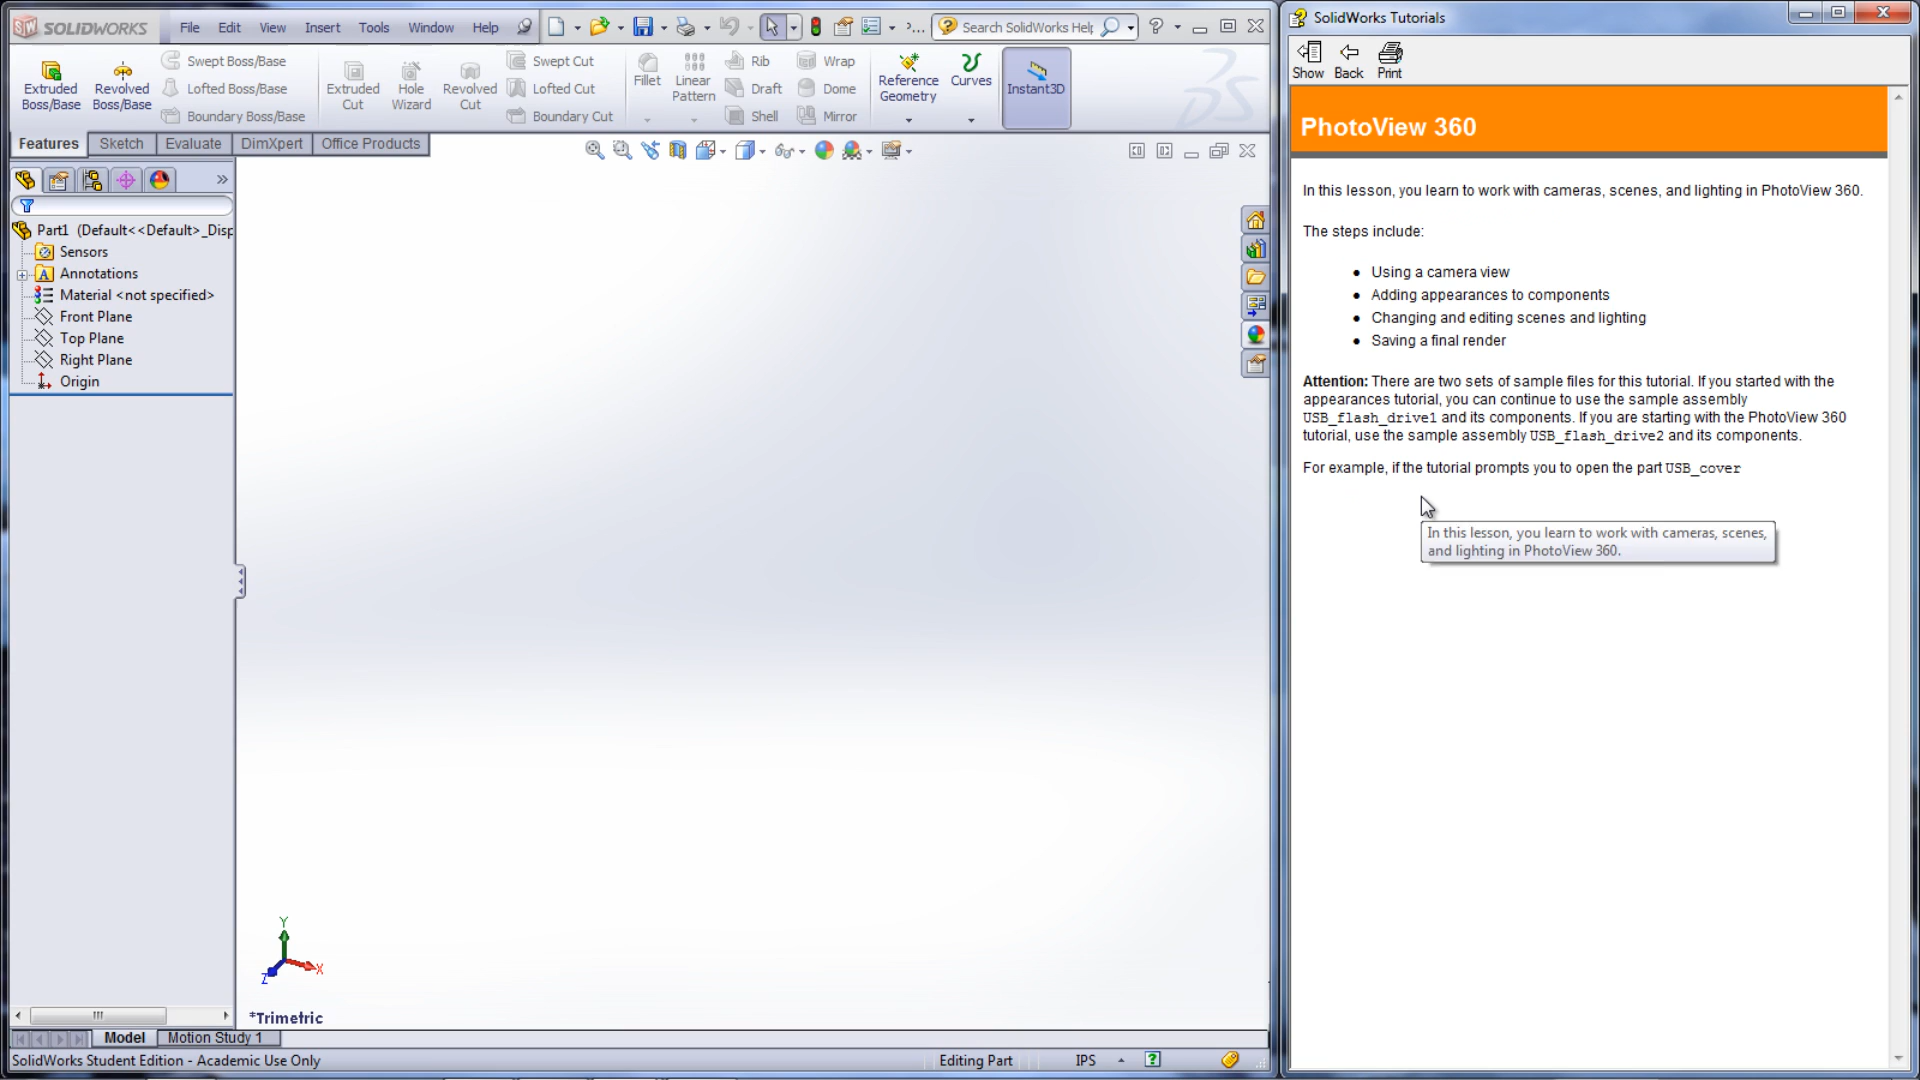 SOLIDWORKS File Edit View Insert Tools Window Help Search SolidWorks Help
Extruded Boss/Base
Revolved Boss/Base
Swept Boss/Base
Lofted Boss/Base
Boundary Boss/Base
Extruded Cut
Hole Wizard
Revolved Cut
Swept Cut
Lofted Cut
Boundary Cut
Fillet
Linear Pattern
Rib
Draft
Shell
Wrap
Dome
Mirror
Reference Geometry
Curves
Instant3D
Features Sketch Evaluate DimXpert Office Products
Part1 (Default<<Default>_Disp
Sensors
Annotations
Material <not specified>
Front Plane
Top Plane
Right Plane
Origin
Y
X
Z
*Trimetric
Model Motion Study 1
SolidWorks Student Edition - Academic Use Only Editing Part IPS
SolidWorks Tutorials
Show Back Print
PhotoView 360
In this lesson, you learn to work with cameras, scenes, and lighting in PhotoView 360.
The steps include:
• Using a camera view
• Adding appearances to components
• Changing and editing scenes and lighting
• Saving a final render
Attention: There are two sets of sample files for this tutorial. If you started with the
appearances tutorial, you can continue to use the sample assembly
USB_flash_drive1 and its components. If you are starting with the PhotoView 360
tutorial, use the sample assembly USB_flash_drive2 and its components.
For example, if the tutorial prompts you to open the part USB_cover
In this lesson, you learn to work with cameras, scenes,
and lighting in PhotoView 360.